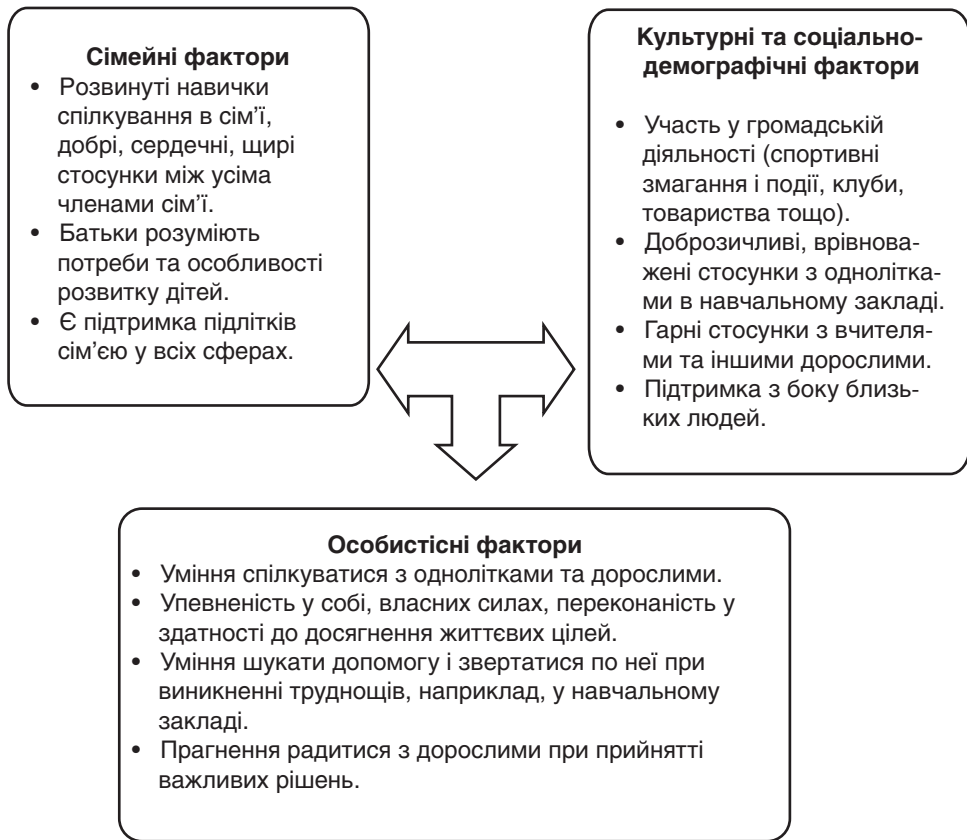 Сімейні фактори
• Розвинуті навички
спілкування в сім’ї,
добрі, сердечні, щирі
стосунки між усіма
членами сім’ї.
• Батьки розуміють
потреби та особливості
розвитку дітей.
• Є підтримка підлітків
сім’єю у всіх сферах.
Культурні та соціально-
демографічні фактори
• Участь у громадській
діяльності (спортивні
змагання і події, клуби,
товариства тощо).
• Доброзичливі, врівнова-
жені стосунки з однолітка-
ми в навчальному закладі.
• Гарні стосунки з вчителя-
ми та іншими дорослими.
• Підтримка з боку близь-
ких людей.
Особистісні фактори
• Уміння спілкуватися з однолітками та дорослими.
• Упевненість у собі, власних силах, переконаність у
здатності до досягнення життєвих цілей.
• Уміння шукати допомогу і звертатися по неї при
виникненні труднощів, наприклад, у навчальному
закладі.
• Прагнення радитися з дорослими при прийнятті
важливих рішень.